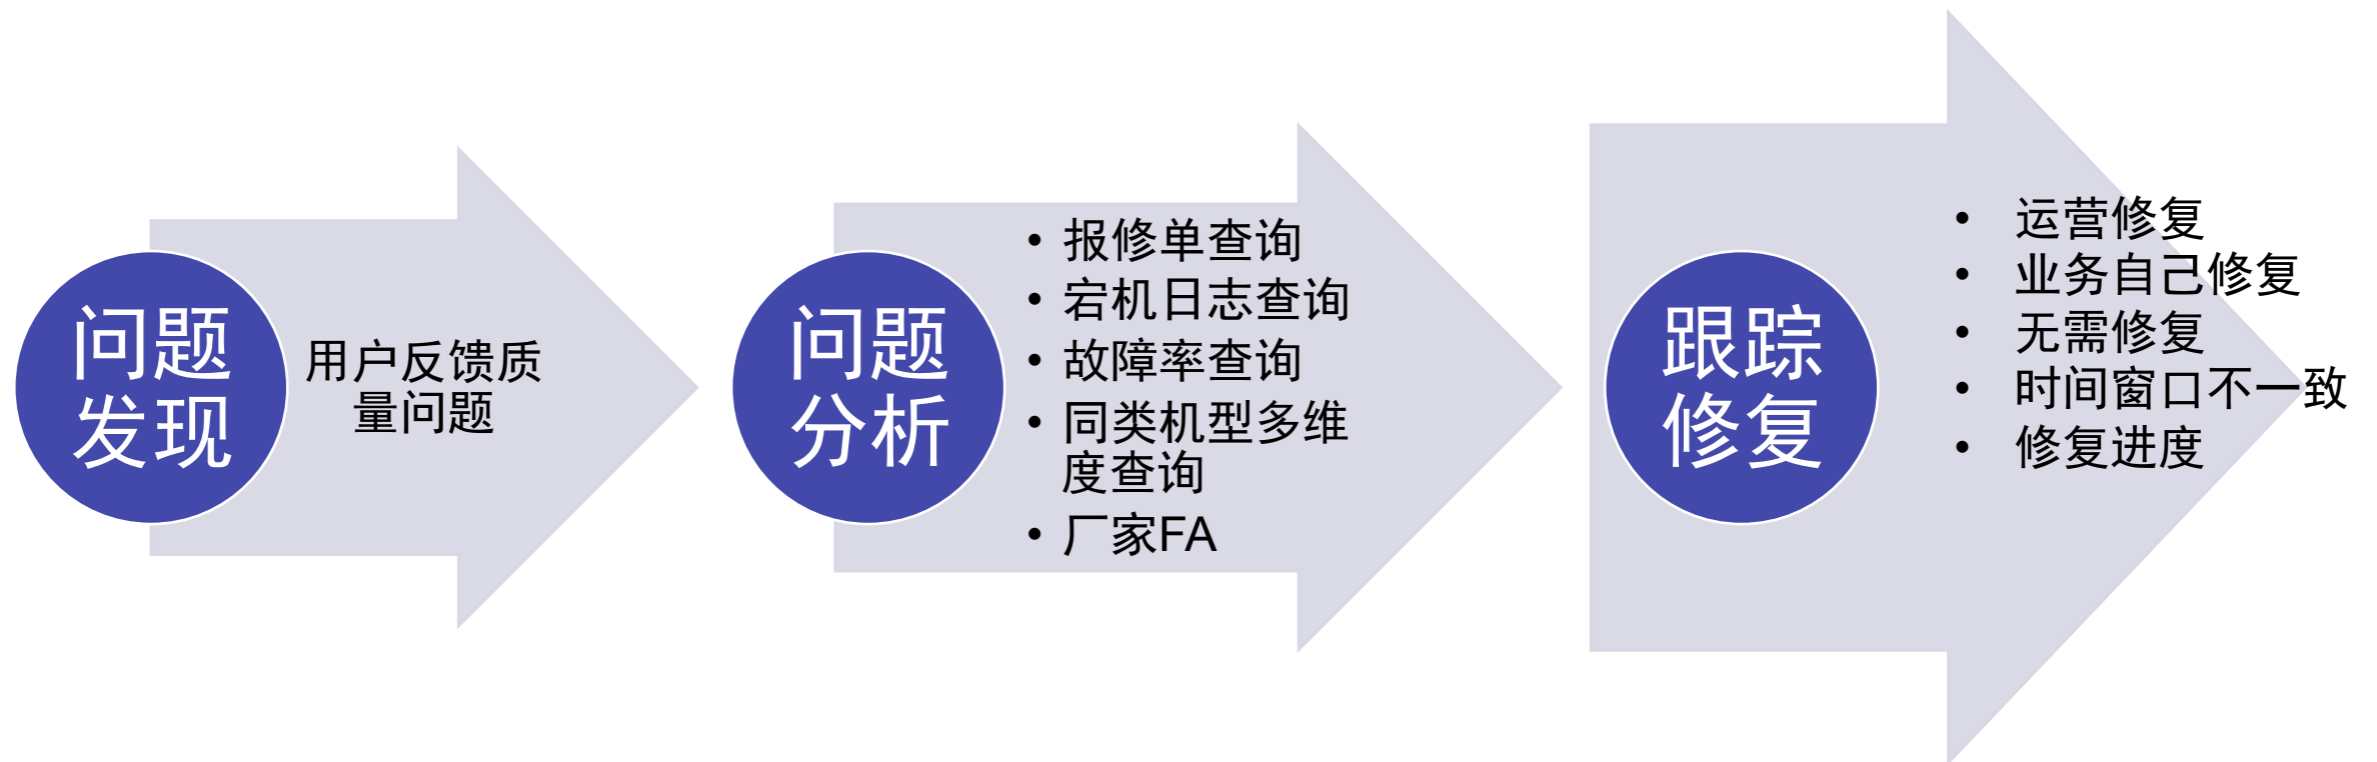 问题
发现
用户反馈质
量问题
问题
分析
• 报修单查询
• 宕机日志查询
• 故障率查询
• 同类机型多维
度查询
• 厂家FA
跟踪
修复
• 运营修复
• 业务自己修复
• 无需修复
• 时间窗口不一致
• 修复进度